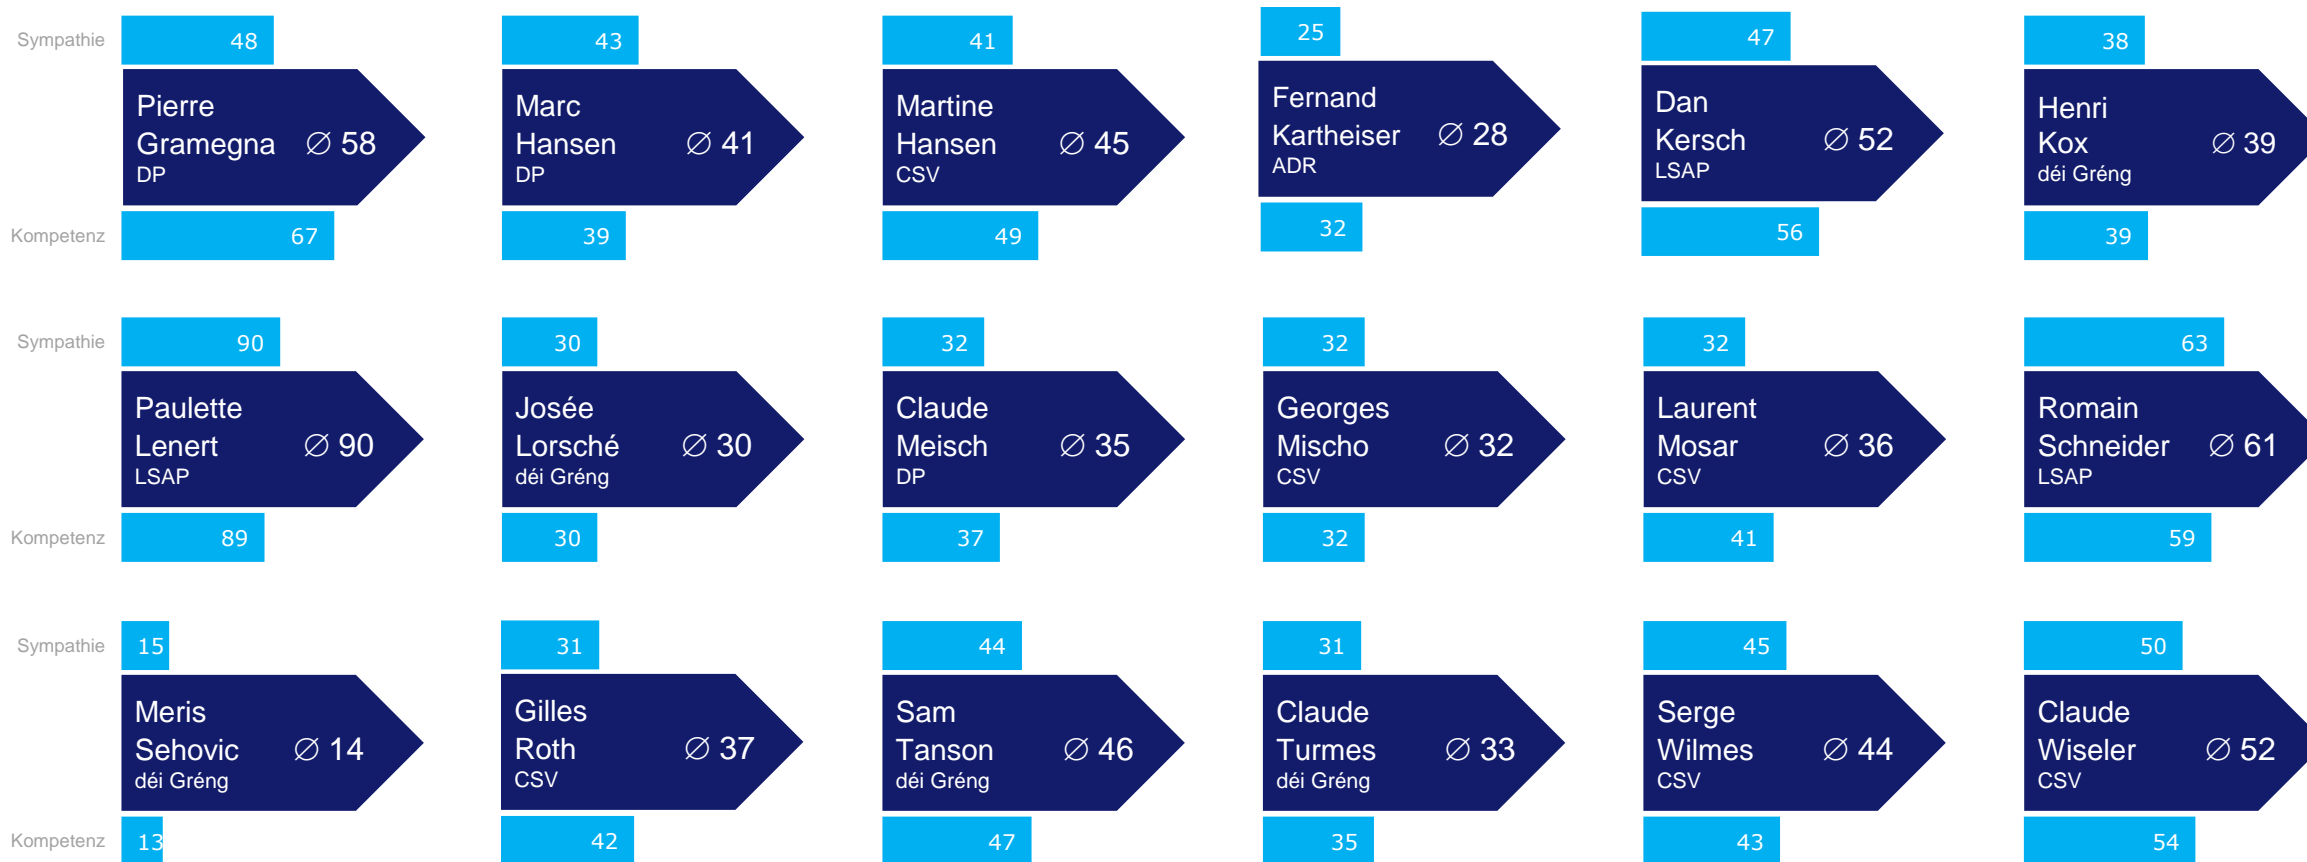 Sympathie 48 43 41 25 47 38
Pierre
Gramegna ∅ 58
DP
Marc
Hansen ∅ 41
DP
Martine
Hansen ∅ 45
CSV
Fernand
Kartheiser ∅ 28
ADR
Dan
Kersch ∅ 52
LSAP
Henri
Kox ∅ 39
déi Gréng
Kompetenz 67 39 49 32 56 39
Sympathie 90 30 32 32 32 63
Paulette
Lenert ∅ 90
LSAP
Josée
Lorsché ∅ 30
déi Gréng
Claude
Meisch ∅ 35
DP
Georges
Mischo ∅ 32
CSV
Laurent
Mosar ∅ 36
CSV
Romain
Schneider ∅ 61
LSAP
Kompetenz 89 30 37 32 41 59
Sympathie 15 31 44 31 45 50
Meris
Sehovic ∅ 14
déi Gréng
Gilles
Roth ∅ 37
CSV
Sam
Tanson ∅ 46
déi Gréng
Claude
Turmes ∅ 33
déi Gréng
Serge
Wilmes ∅ 44
CSV
Claude
Wiseler ∅ 52
CSV
Kompetenz 13 42 47 35 43 54